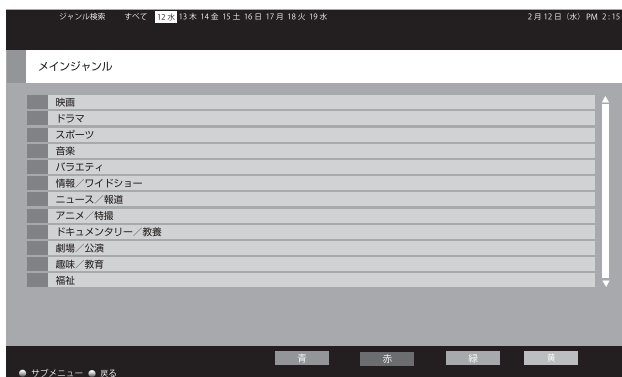 ジャンル検索 すべて 12水 13木 14金 15土 16日 17月 18火 19水 2月12日（水） PM 2:15
メインジャンル
映画
ドラマ
スポーツ
音楽
バラエティ
情報／ワイドショー
ニュース／報道
アニメ／特撮
ドキュメンタリー／教養
劇場／公演
趣味／教育
福祉
青 赤 緑 黄
サブメニュー 戻る